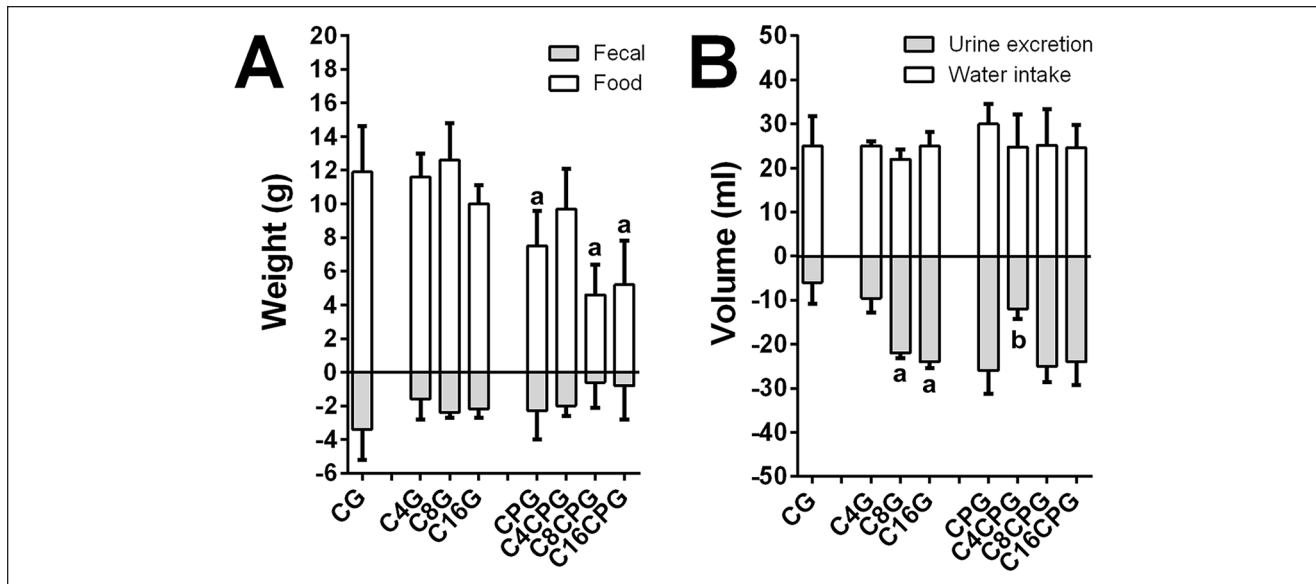 A
Fecal
Food
Weight (g)
20
18
16
14
12
10
8
6
4
2
0
-2
-4
-6
a
a
a
CG
C4G
C8G
C16G
CPG
C4CPG
C8CPG
C16CPG
B
Urine excretion
Water intake
Volume (ml)
50
40
30
20
10
0
-10
-20
-30
-40
-50
a
a
b
CG
C4G
C8G
C16G
CPG
C4CPG
C8CPG
C16CPG